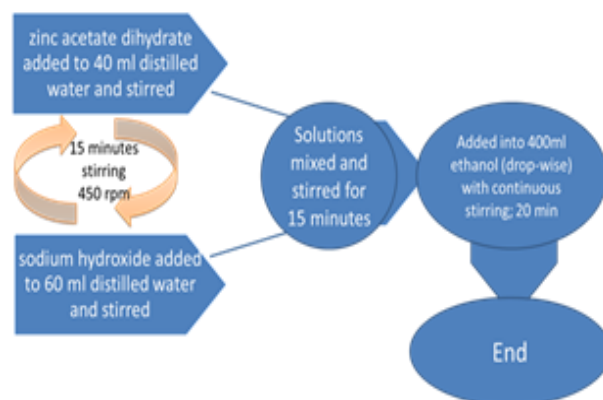 zinc acetate dihydrate
added to 40 ml distilled
water and stirred
15 minutes
stirring
450 rpm
sodium hydroxide added
to 60 ml distilled water
and stirred
Solutions
mixed and
stirred for
15 minutes
Added into 400ml
ethanol (drop-wise)
with continuous
stirring; 20 min
End